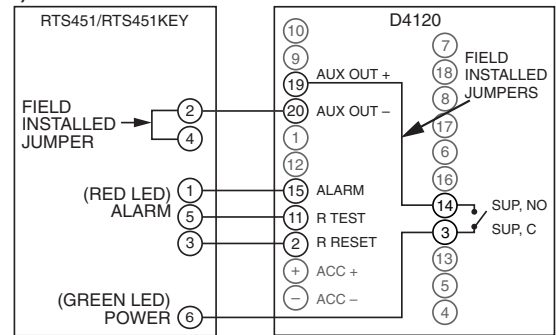 RTS451/RTS451KEY
D4120
10
9
19 AUX OUT +
20 AUX OUT –
1
12
15 ALARM
11 R TEST
2 R RESET
+ ACC +
– ACC –
7
18
8
17
6
16
14 SUP, NO
3 SUP, C
13
5
4
FIELD
INSTALLED
JUMPERS
FIELD
INSTALLED
JUMPER
2
4
(RED LED)
ALARM
1
5
3
(GREEN LED)
POWER 6